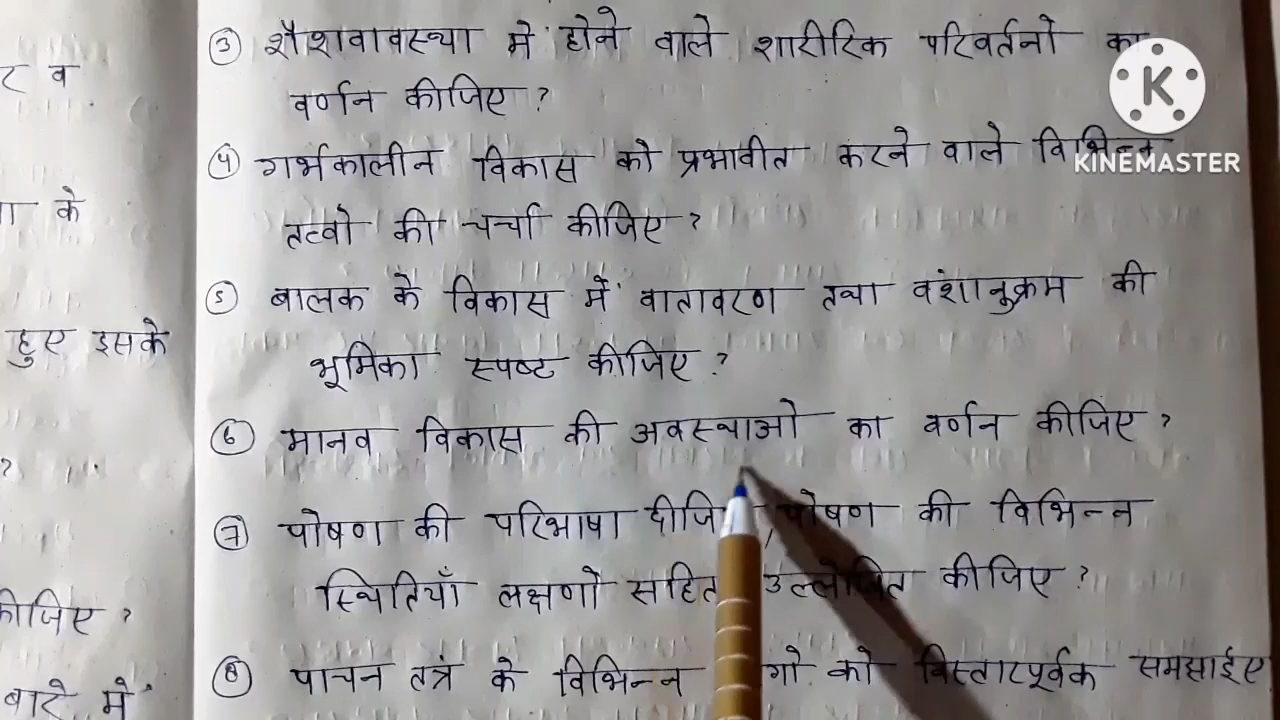 ③ शैशवावस्था में होने वाले शारीरिक परिवर्तनो का
वर्णन कीजिए ?
④ गर्भकालीन विकास को प्रभावीत करने वाले विभिन्न
तत्वो की चर्चा कीजिए ?
⑤ बालक के विकास में वातावरण तथा वंशानुक्रम की
भूमिका स्पष्ट कीजिए ?
⑥ मानव विकास की अवस्थाओ का वर्णन कीजिए ?
⑦ पोषण की परिभाषा पोषण की विभिन्न
स्थितियाँ लक्षणो सहित कीजिए ?
⑧ पाचन तंत्र के विभिन्न को विस्तारपूर्वक समझाईए
र व
के
हुए इसके
?
कीजिए ?
बारे में
K
KINEMASTER